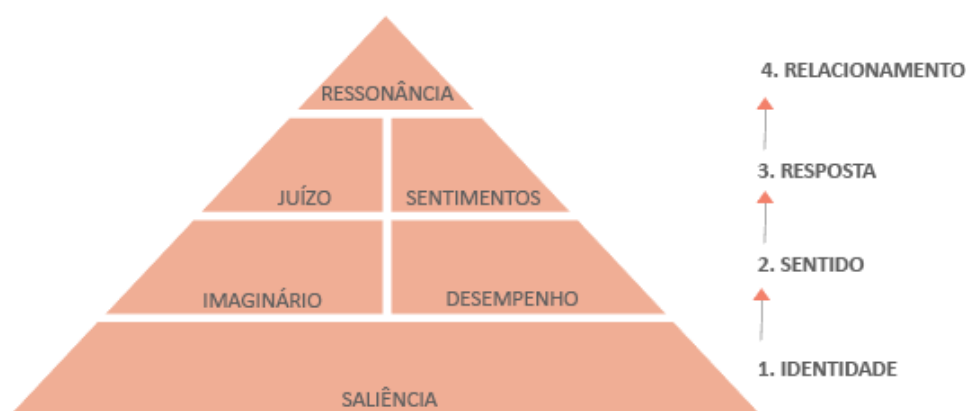 4. RELACIONAMENTO
RESSONÂNCIA
3. RESPOSTA
JUÍZO
SENTIMENTOS
2. SENTIDO
IMAGINÁRIO
DESEMPENHO
1. IDENTIDADE
SALIÊNCIA